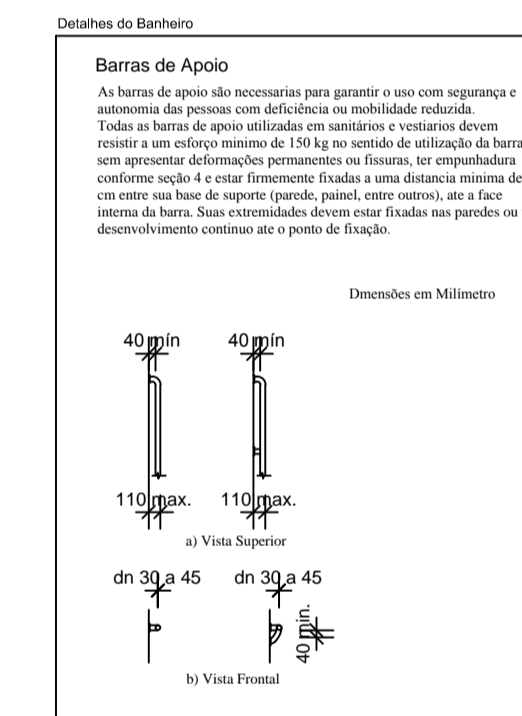 Detalhes do Banheiro
Barras de Apoio
As barras de apoio são necessarias para garantir o uso com segurança e
autonomia das pessoas com deficiência ou mobilidade reduzida.
Todas as barras de apoio utilizadas em sanitários e vestiarios devem
resistir a um esforço minimo de 150 kg no sentido de utilização da barra
sem apresentar deformações permanentes ou fissuras, ter empunhadura
conforme seção 4 e estar firmemente fixadas a uma distancia minima de
cm entre sua base de suporte (parede, painel, entre outros), ate a face
interna da barra. Suas extremidades devem estar fixadas nas paredes ou
desenvolvimento continuo ate o ponto de fixação.
Dmensões em Milímetro
40 mín 40 mín
110 max. 110 max.
a) Vista Superior
dn 30 a 45 dn 30 a 45
40 min.
b) Vista Frontal